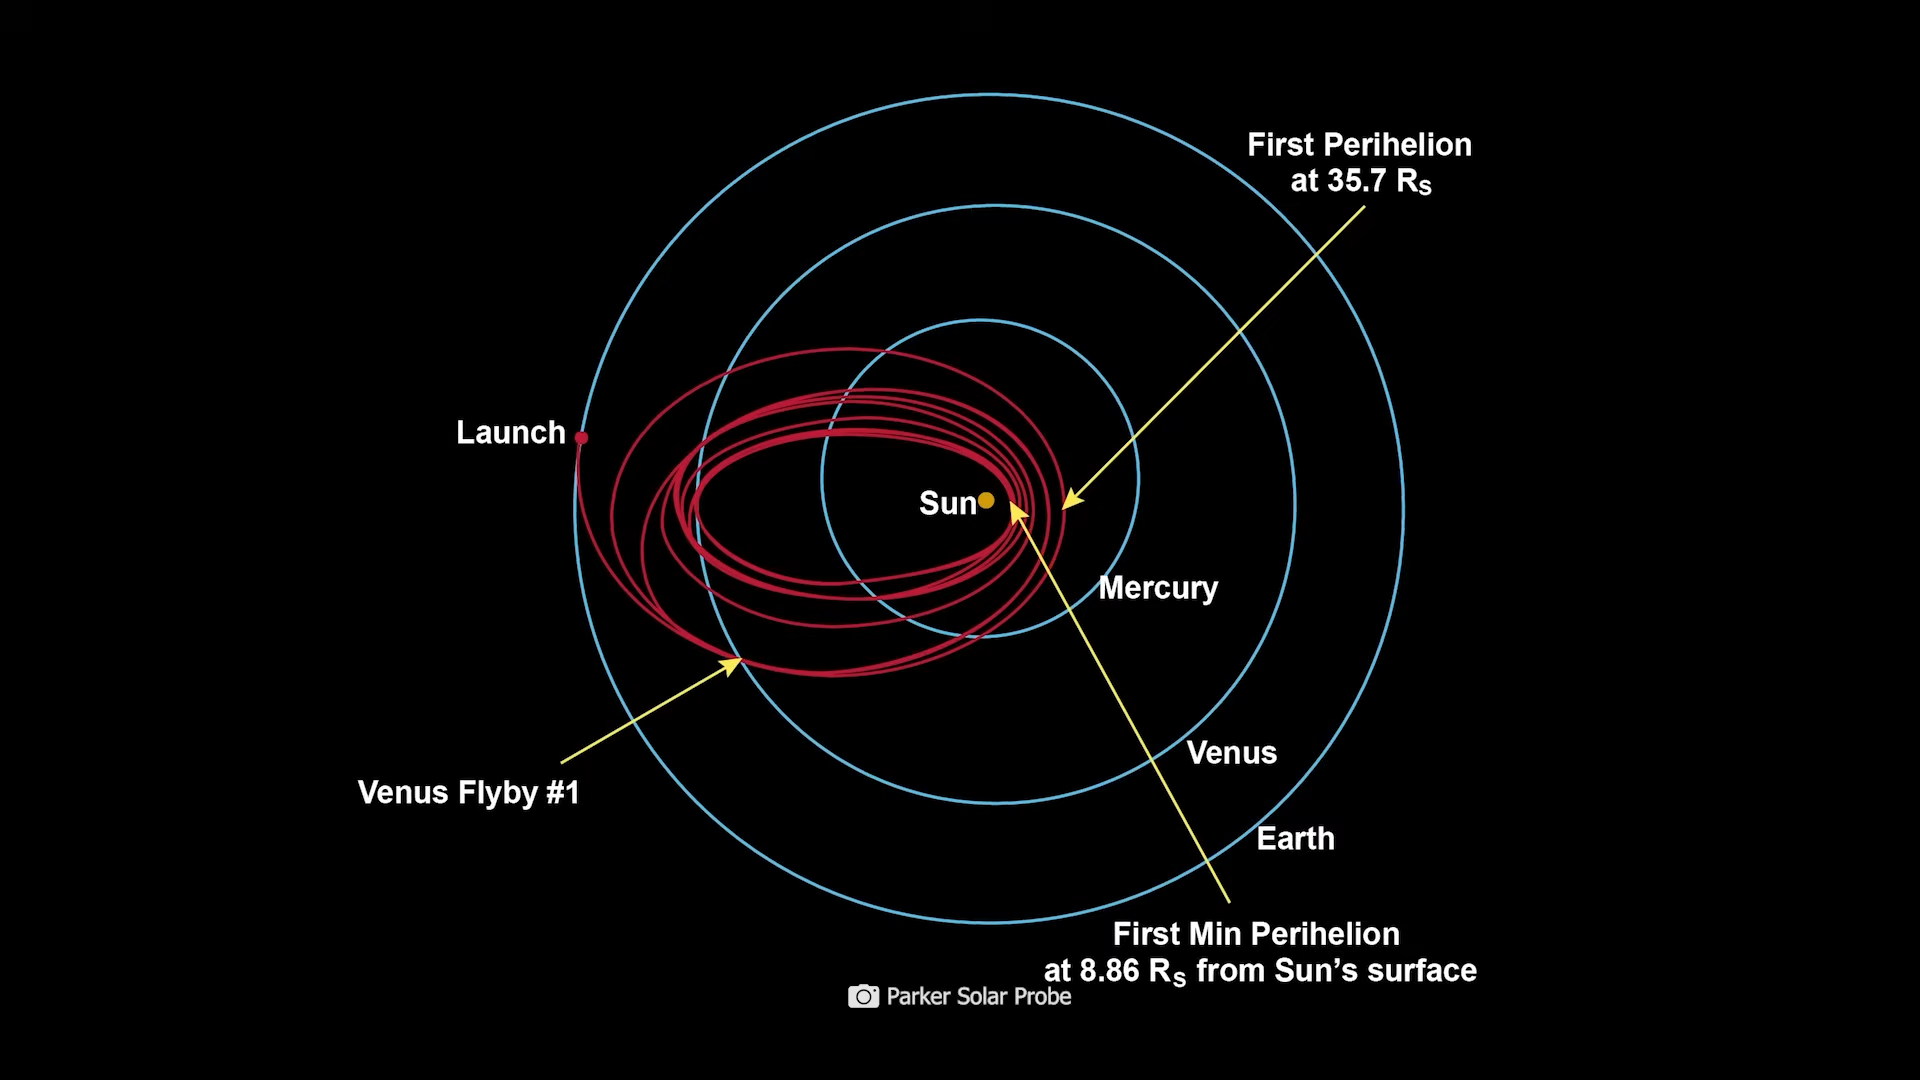 First Perihelion
at 35.7 RS
Launch
Sun
Mercury
Venus
Venus Flyby #1
Earth
First Min Perihelion
at 8.86 RS from Sun’s surface
Parker Solar Probe